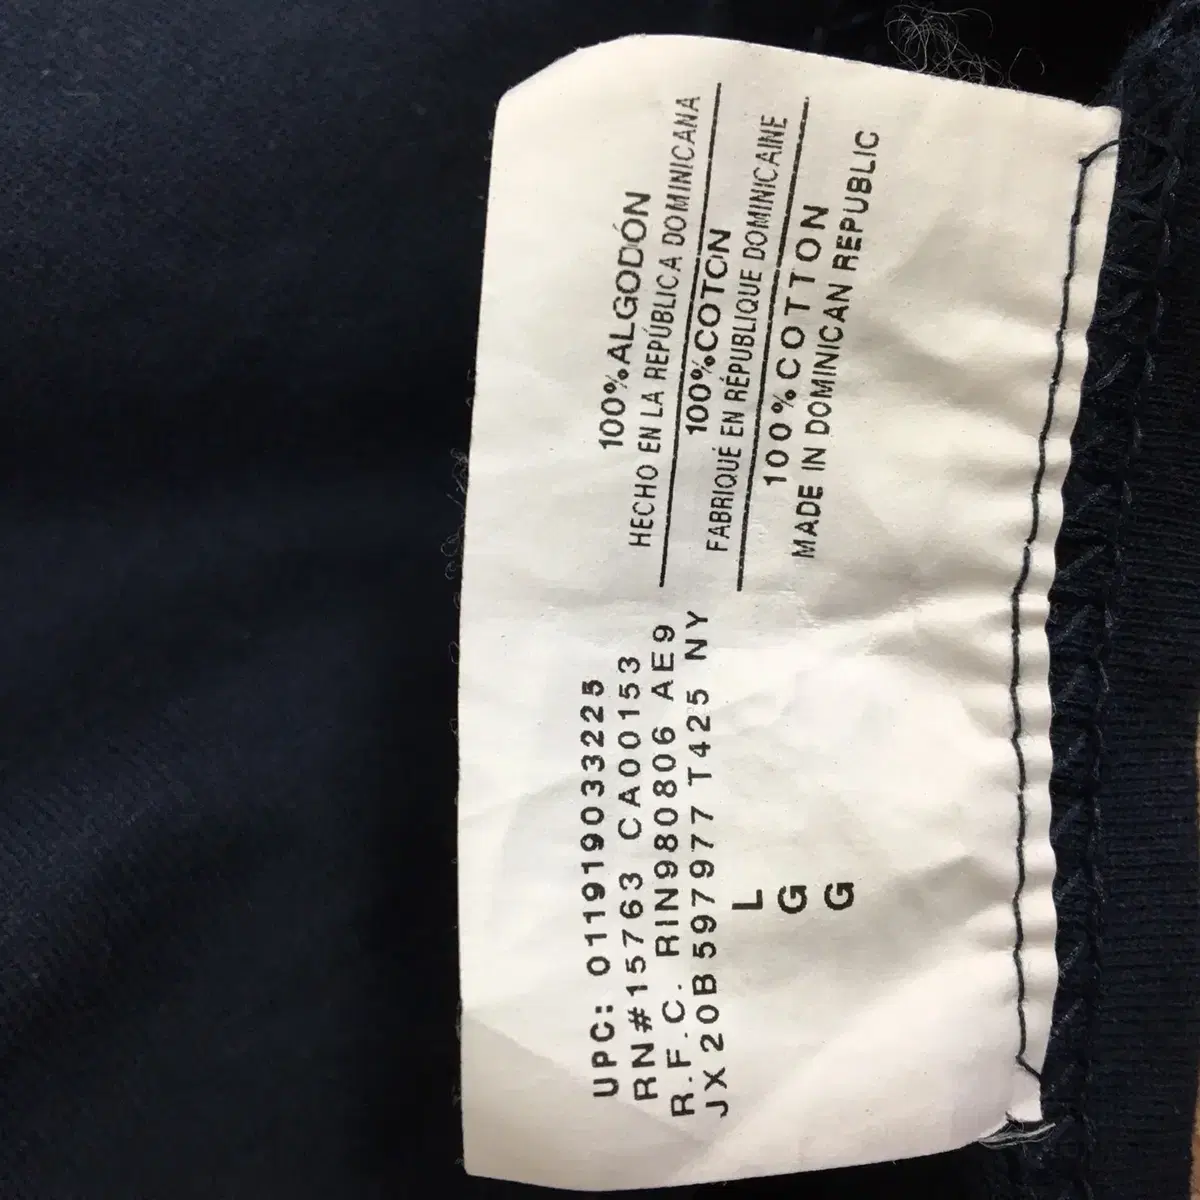 UPC: 011919033225
RN#15763 CA00153
R.F.C. RIN980806 AE9
JX20B597977 T425 NY
L
G
G
100%ALGODÓN
HECHO EN LA REPÚBLICA DOMINICANA
100%COTON
FABRIQUÉ EN RÉPUBLIQUE DOMINICAINE
100%COTTON
MADE IN DOMINICAN REPUBLIC